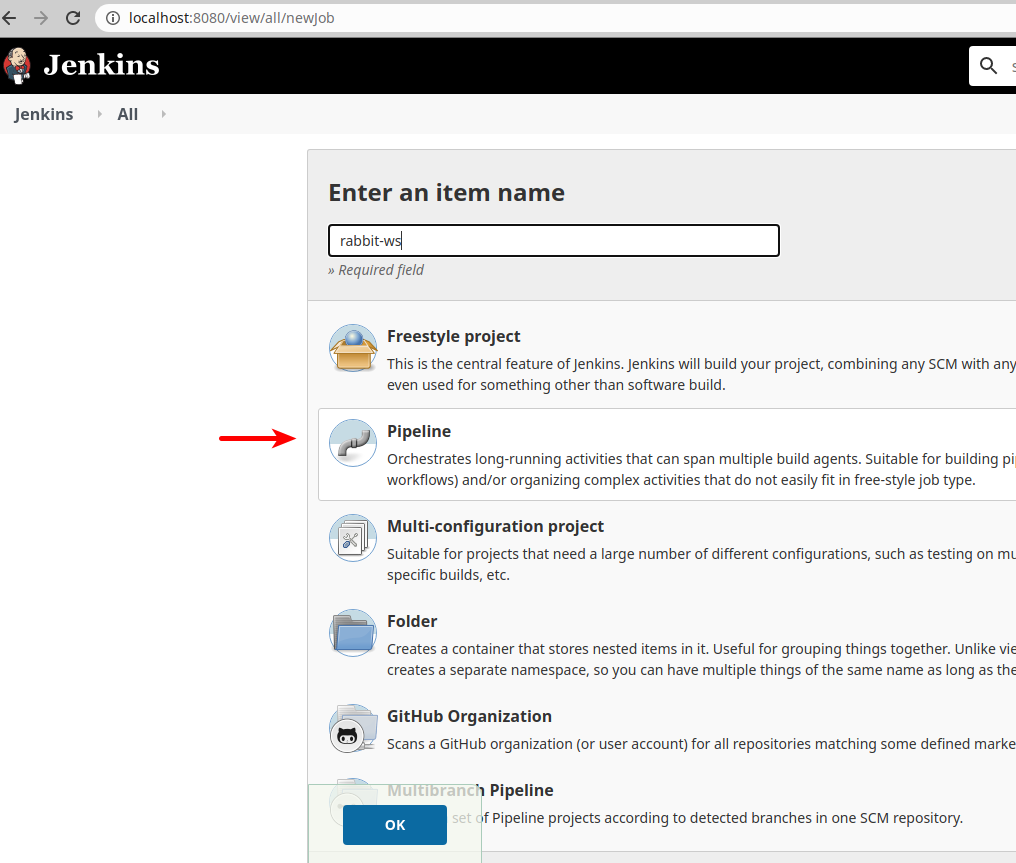 localhost:8080/view/all/newJob
Jenkins
Jenkins All
Enter an item name
rabbit-ws
» Required field
Freestyle project
This is the central feature of Jenkins. Jenkins will build your project, combining any SCM with any
even used for something other than software build.
Pipeline
Orchestrates long-running activities that can span multiple build agents. Suitable for building pi
workflows) and/or organizing complex activities that do not easily fit in free-style job type.
Multi-configuration project
Suitable for projects that need a large number of different configurations, such as testing on mu
specific builds, etc.
Folder
Creates a container that stores nested items in it. Useful for grouping things together. Unlike vie
creates a separate namespace, so you can have multiple things of the same name as long as the
GitHub Organization
Scans a GitHub organization (or user account) for all repositories matching some defined marke
Multibranch Pipeline
set of Pipeline projects according to detected branches in one SCM repository.
OK